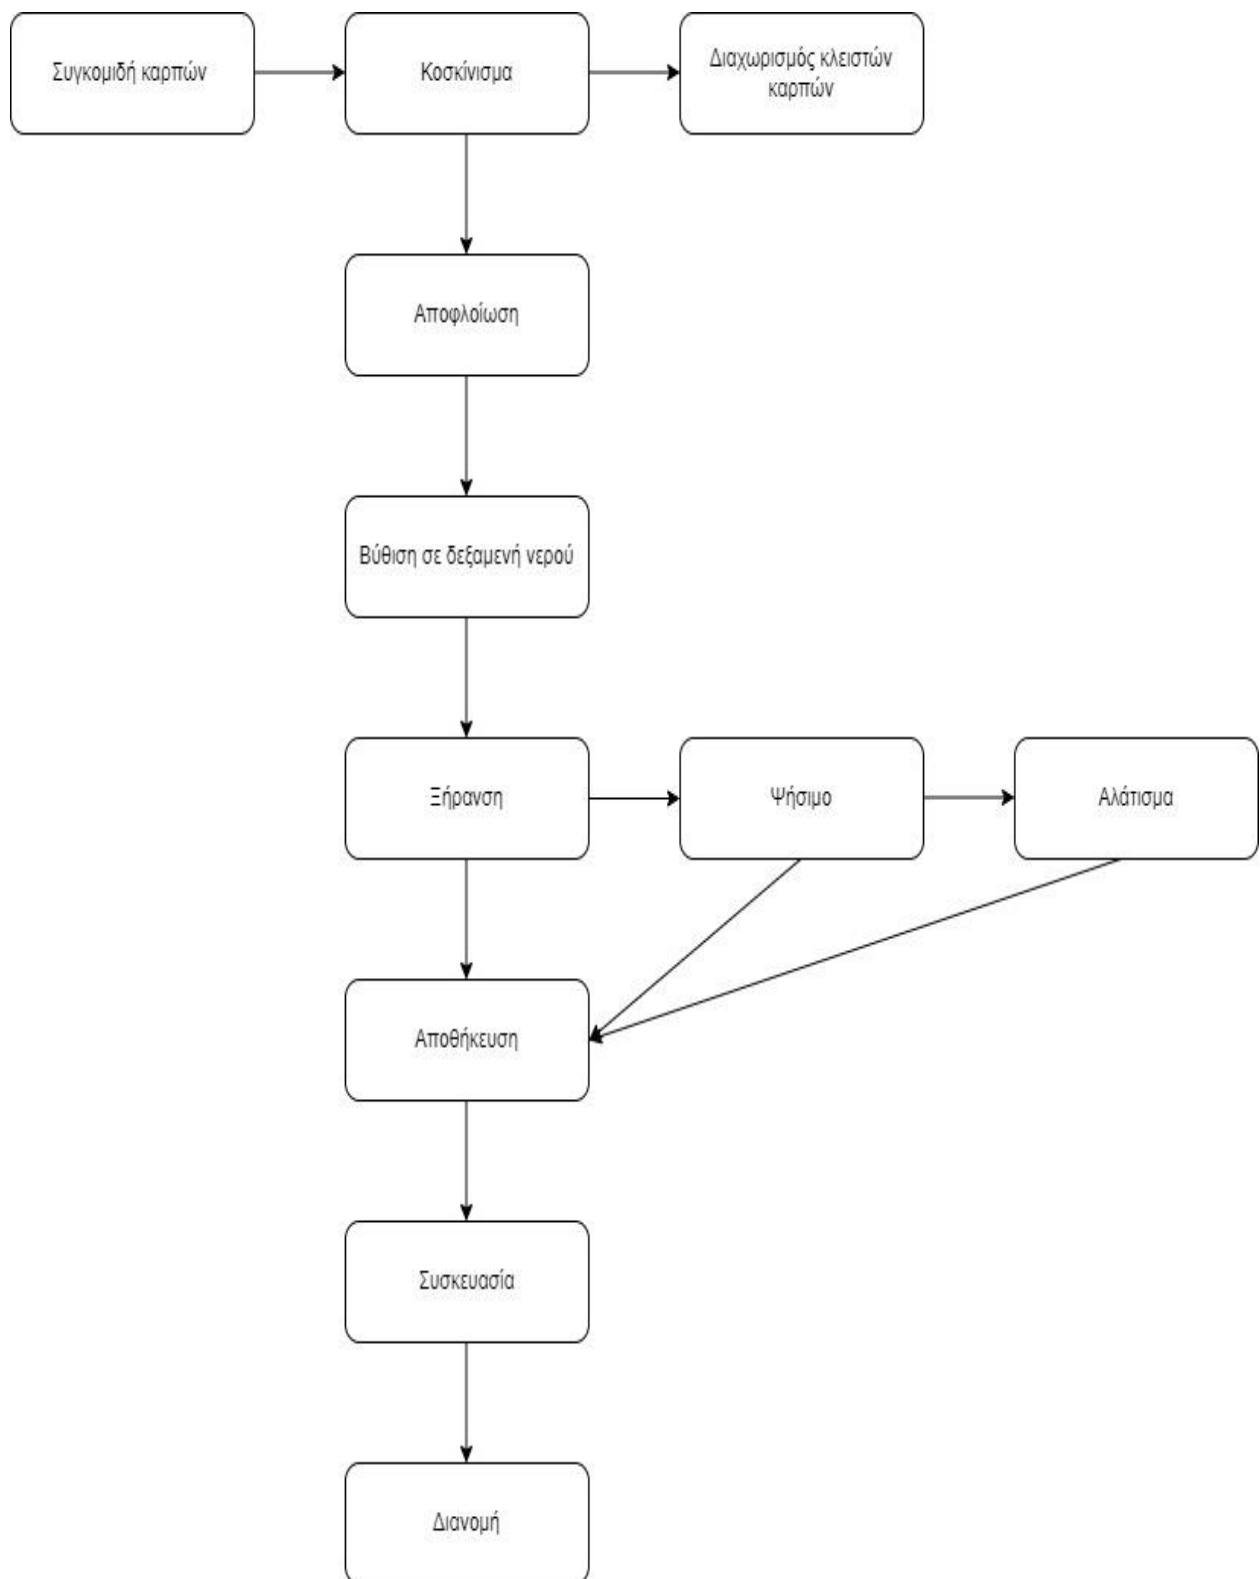 Συγκομιδή καρπών
Κοσκίνισμα
Διαχωρισμός κλειστών
καρπών
Αποφλοίωση
Βύθιση σε δεξαμενή νερού
Ξήρανση
Ψήσιμο
Αλάτισμα
Αποθήκευση
Συσκευασία
Διανομή